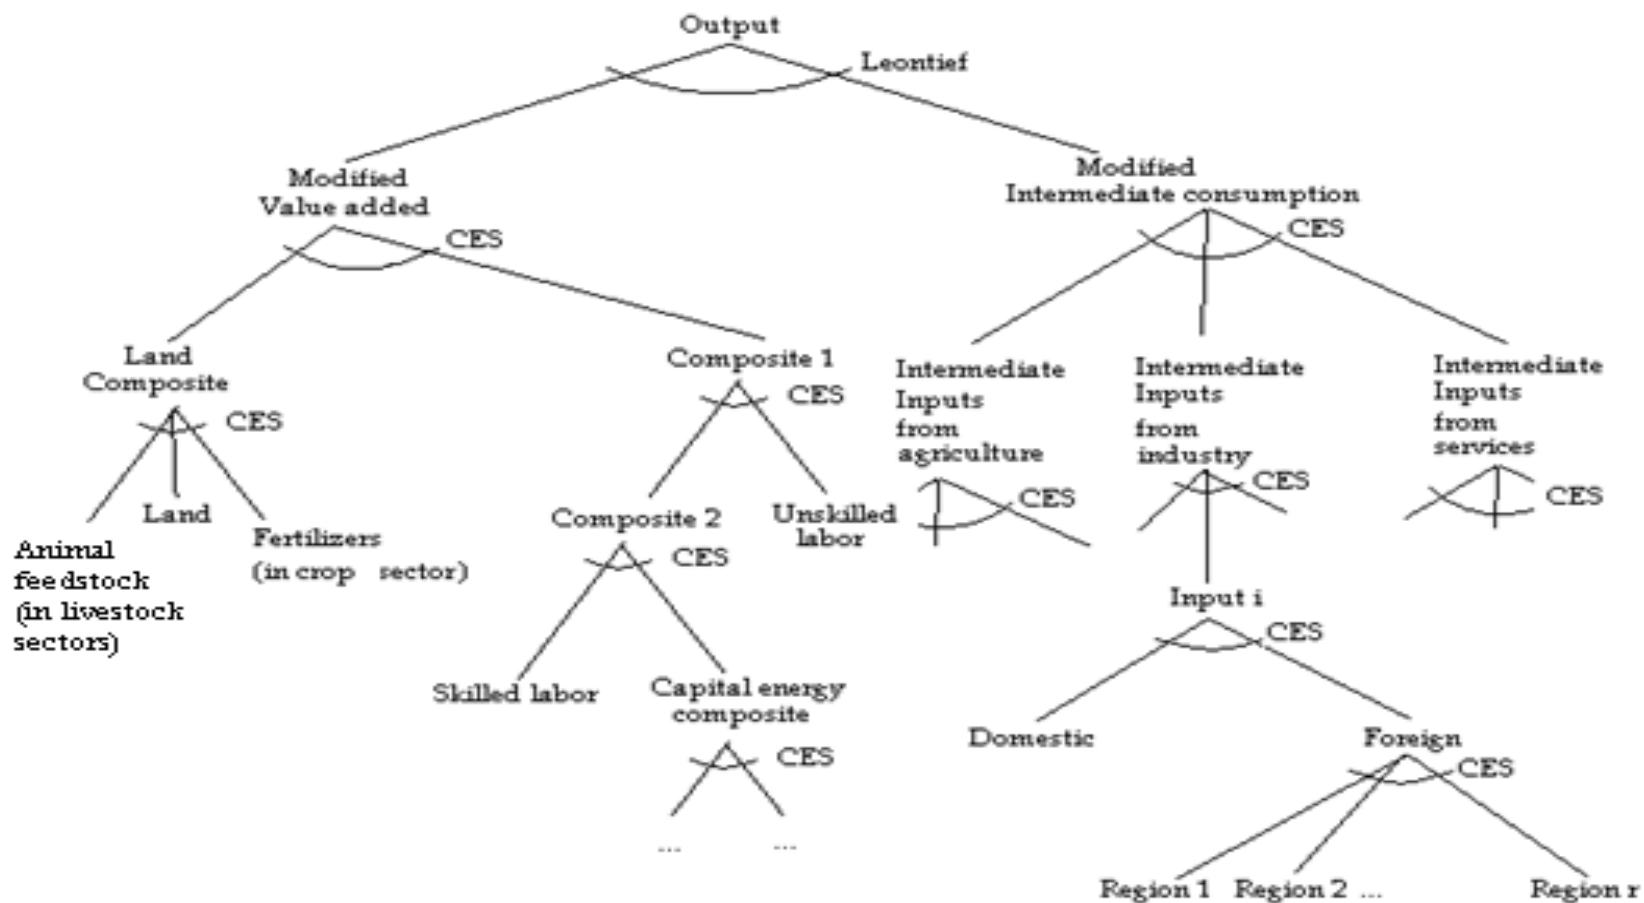 Output
Leontief
Modified
Value added
CES
Modified
Intermediate consumption
CES
Land
Composite
CES
Composite 1
CES
Intermediate
Inputs
from
agriculture
CES
Intermediate
Inputs
from
industry
CES
Intermediate
Inputs
from
services
CES
Animal
feedstock
(in livestock
sectors)
Land
Fertilizers
(in crop sector)
Composite 2
CES
Unskilled
labor
Skilled labor
Capital energy
composite
CES
...
...
Input i
CES
Domestic
Foreign
CES
Region 1
Region 2 ...
Region r